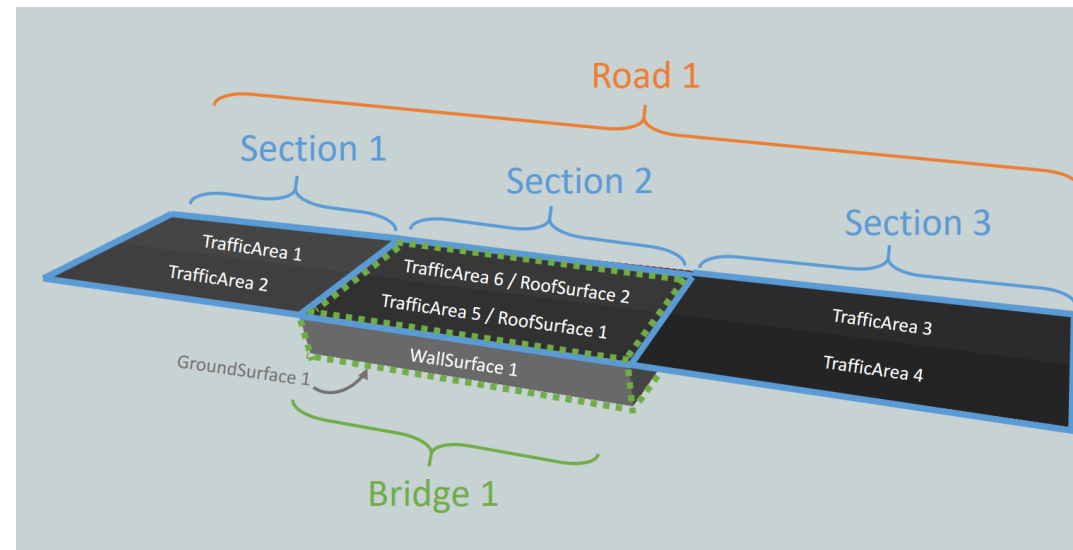 Road 1
Section 1
Section 2
Section 3
TrafficArea 1
TrafficArea 2
TrafficArea 6 / RoofSurface 2
TrafficArea 5 / RoofSurface 1
TrafficArea 3
TrafficArea 4
WallSurface 1
GroundSurface 1
Bridge 1